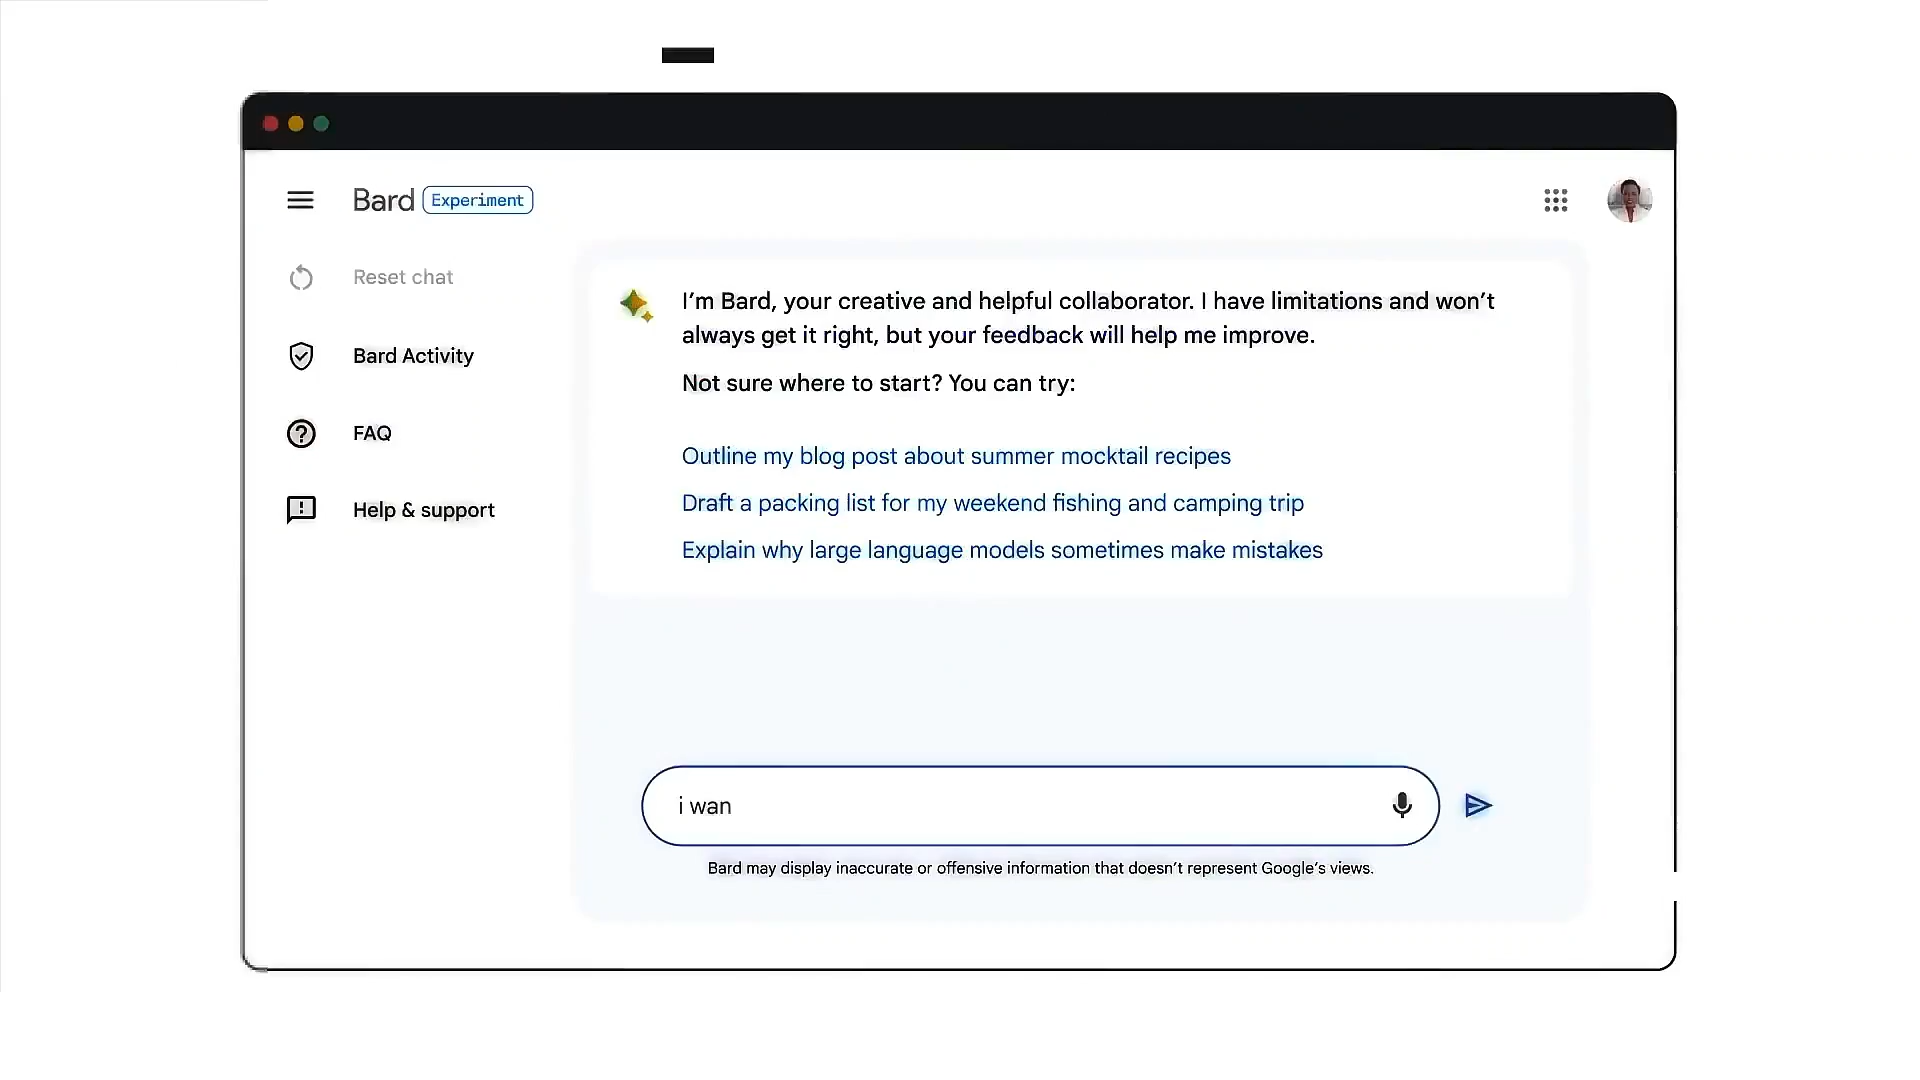 Bard Experiment
Reset chat
Bard Activity
FAQ
Help & support
I’m Bard, your creative and helpful collaborator. I have limitations and won’t
always get it right, but your feedback will help me improve.
Not sure where to start? You can try:
Outline my blog post about summer mocktail recipes
Draft a packing list for my weekend fishing and camping trip
Explain why large language models sometimes make mistakes
i wan
Bard may display inaccurate or offensive information that doesn’t represent Google’s views.